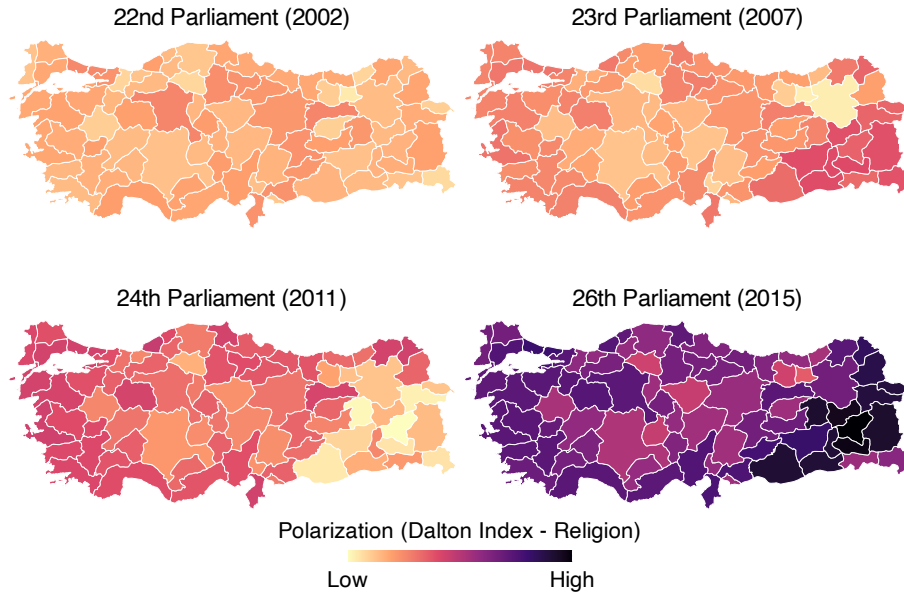 22nd Parliament (2002)
23rd Parliament (2007)
24th Parliament (2011)
26th Parliament (2015)
Polarization (Dalton Index - Religion)
Low
High